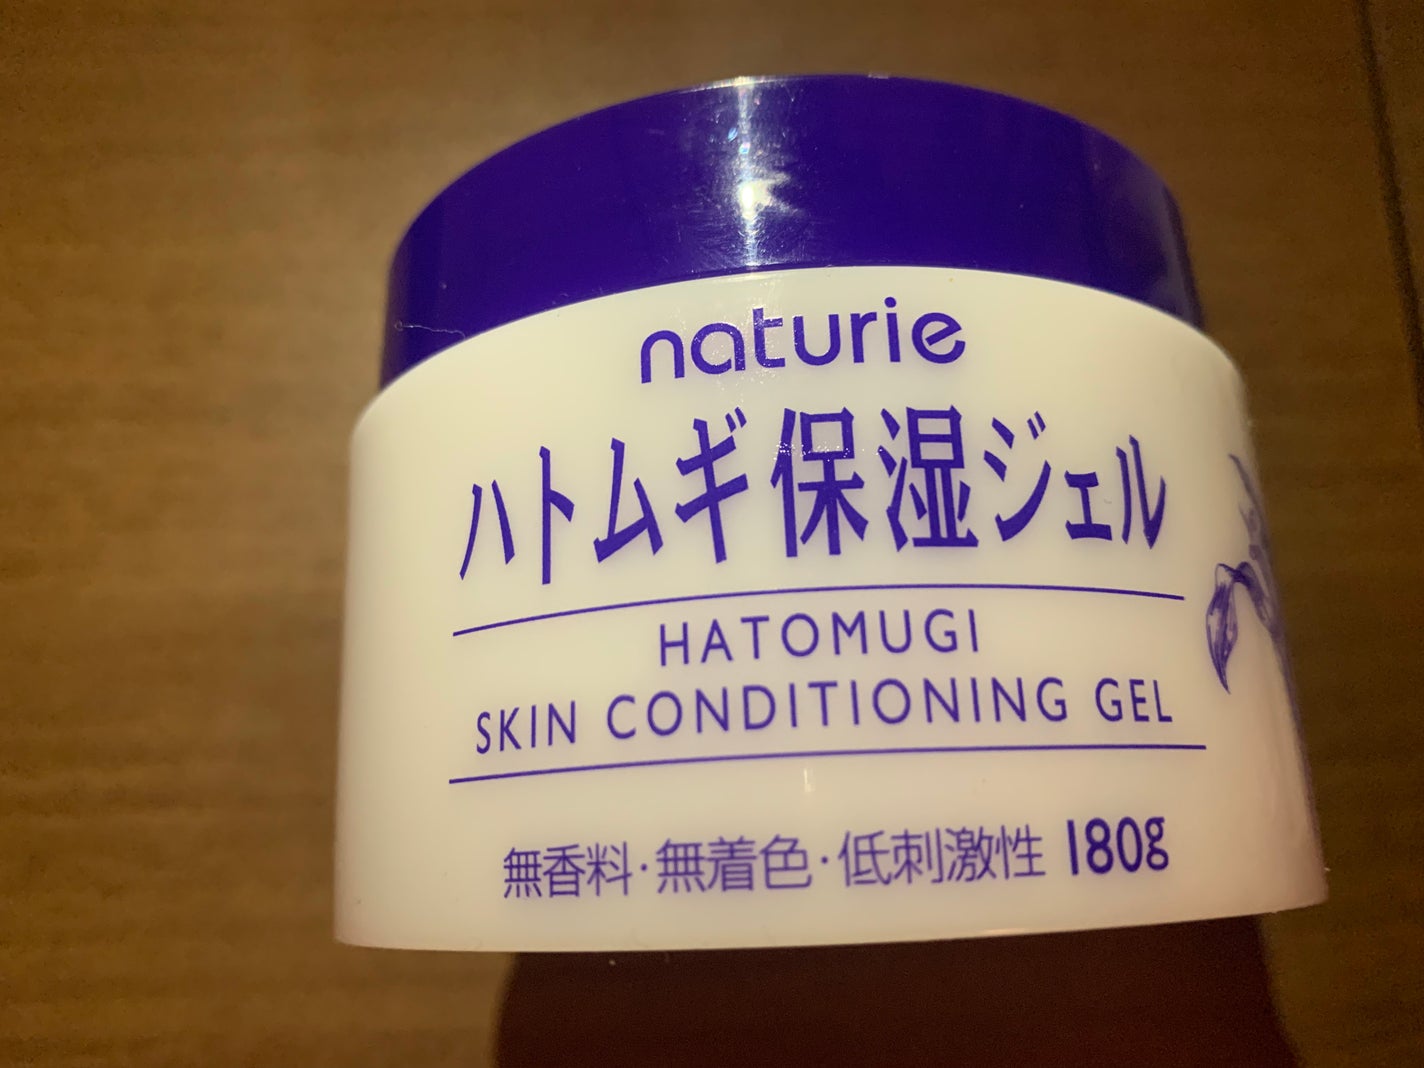 naturie
ハトムギ保湿ジェル
HATOMUGI
SKIN CONDITIONING GEL
無香料・無着色・低刺激性 180g